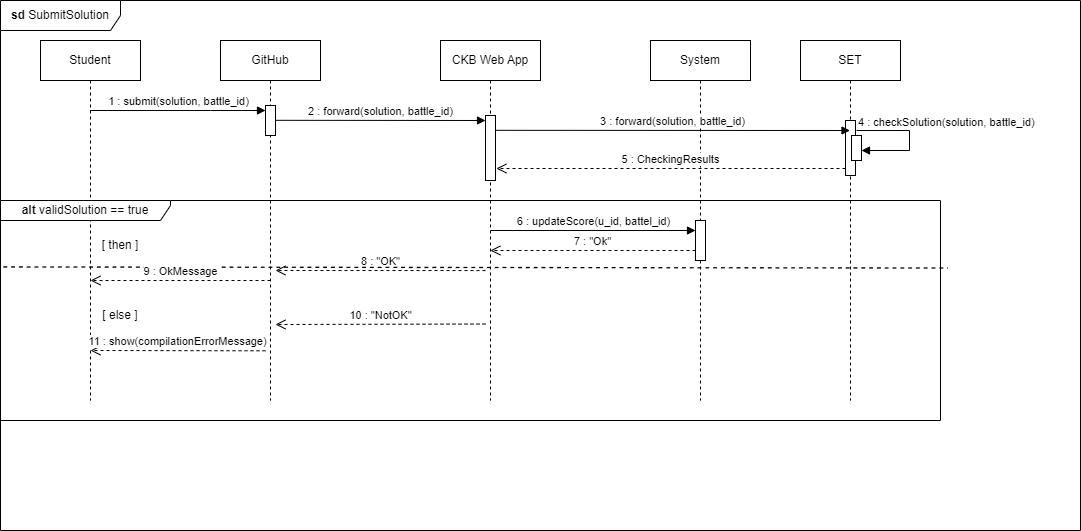 sd SubmitSolution
Student
GitHub
CKB Web App
System
SET
1 : submit(solution, battle_id)
2 : forward(solution, battle_id)
3 : forward(solution, battle_id)
4 : checkSolution(solution, battle_id)
5 : CheckingResults
alt validSolution == true
6 : updateScore(u_id, battel_id)
[ then ]
7 : "Ok"
8 : "OK"
9 : OkMessage
[ else ]
10 : "NotOK"
11 : show(compilationErrorMessage)